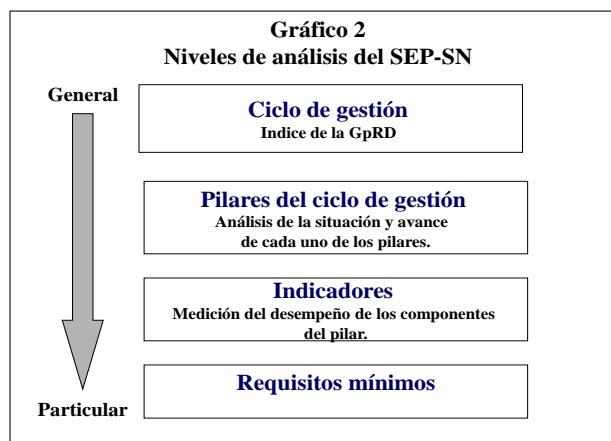 Gráfico 2
Niveles de análisis del SEP-SN
General
Ciclo de gestión
Indice de la GpRD
Pilares del ciclo de gestión
Análisis de la situación y avance
de cada uno de los pilares.
Indicadores
Medición del desempeño de los componentes
del pilar.
Requisitos mínimos
Particular